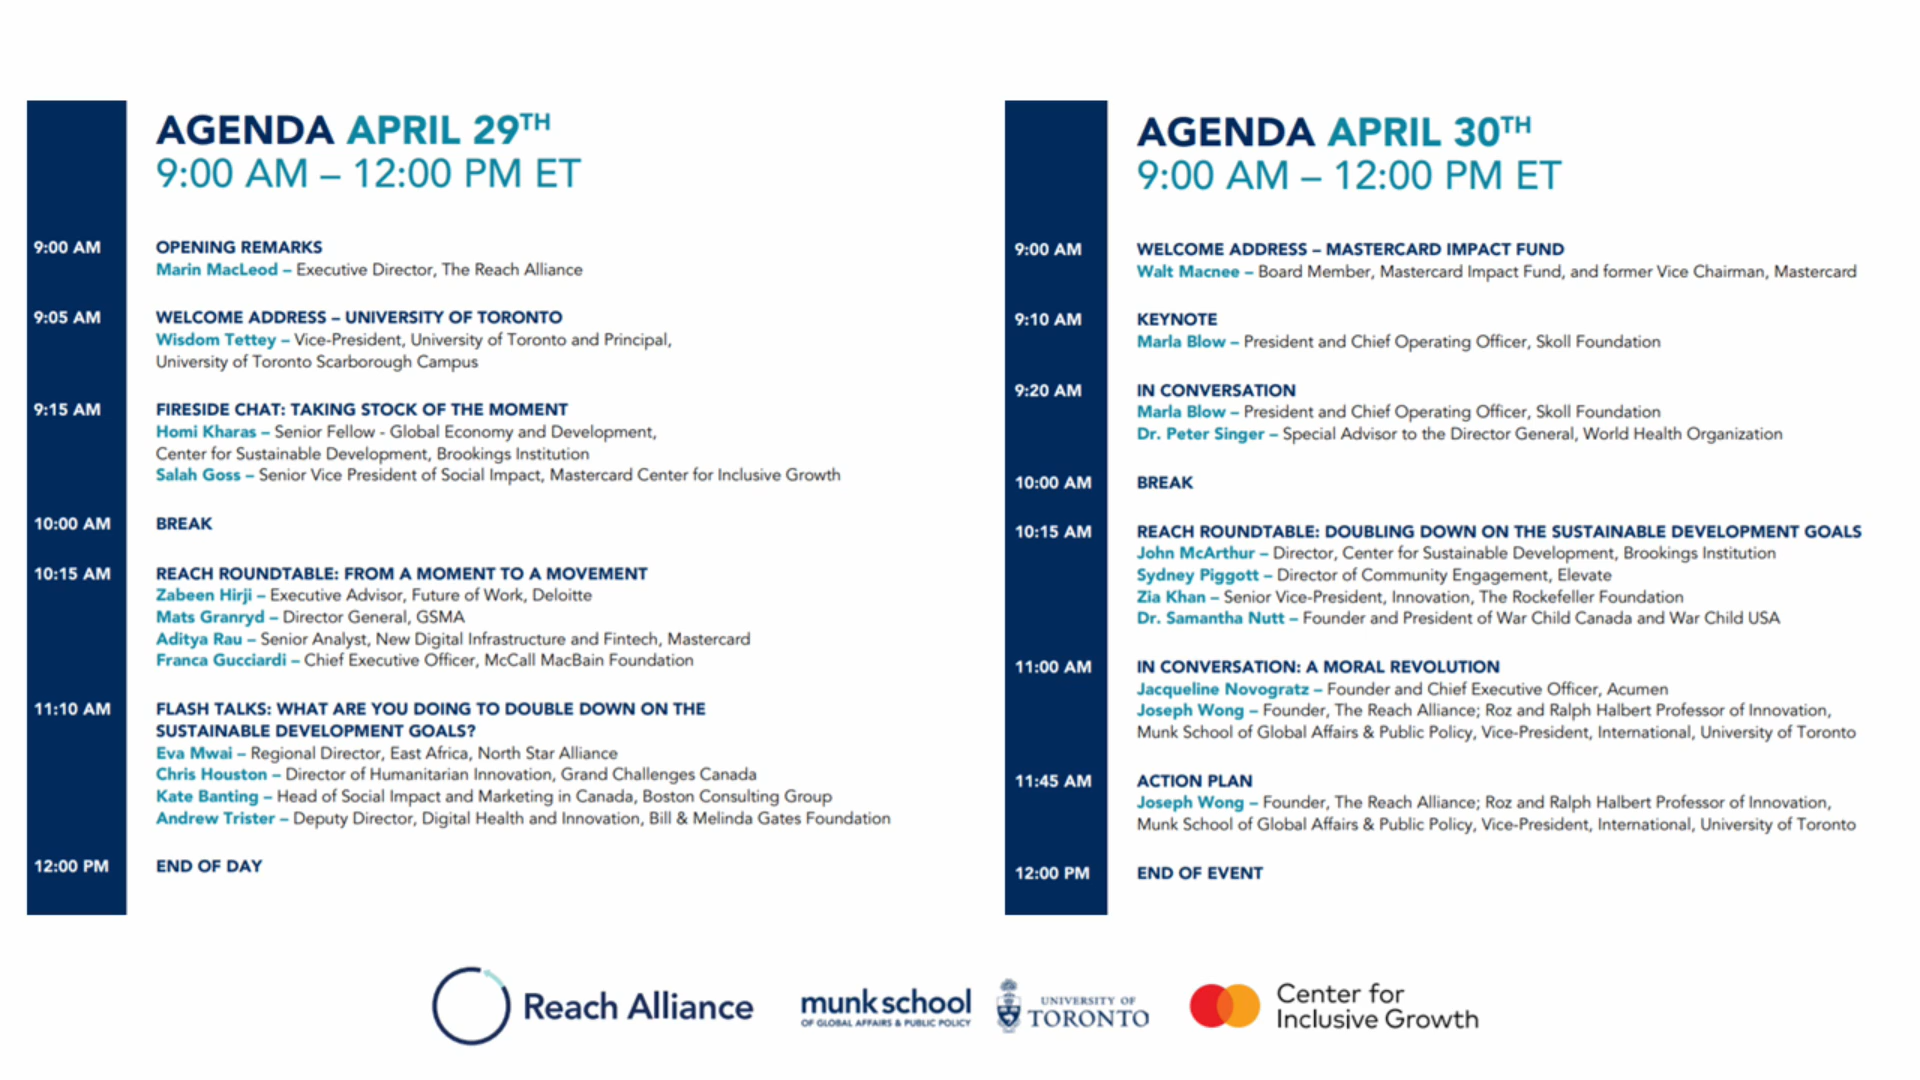 AGENDA APRIL 29TH
9:00 AM – 12:00 PM ET
9:00 AM
OPENING REMARKS
Marin MacLeod – Executive Director, The Reach Alliance
9:05 AM
WELCOME ADDRESS – UNIVERSITY OF TORONTO
Wisdom Tettey – Vice-President, University of Toronto and Principal,
University of Toronto Scarborough Campus
9:15 AM
FIRESIDE CHAT: TAKING STOCK OF THE MOMENT
Homi Kharas – Senior Fellow - Global Economy and Development,
Center for Sustainable Development, Brookings Institution
Salah Goss – Senior Vice President of Social Impact, Mastercard Center for Inclusive Growth
10:00 AM
BREAK
10:15 AM
REACH ROUNDTABLE: FROM A MOMENT TO A MOVEMENT
Zabeen Hirji – Executive Advisor, Future of Work, Deloitte
Mats Granryd – Director General, GSMA
Aditya Rau – Senior Analyst, New Digital Infrastructure and Fintech, Mastercard
Franca Gucciardi – Chief Executive Officer, McCall MacBain Foundation
11:10 AM
FLASH TALKS: WHAT ARE YOU DOING TO DOUBLE DOWN ON THE
SUSTAINABLE DEVELOPMENT GOALS?
Eva Mwai – Regional Director, East Africa, North Star Alliance
Chris Houston – Director of Humanitarian Innovation, Grand Challenges Canada
Kate Banting – Head of Social Impact and Marketing in Canada, Boston Consulting Group
Andrew Trister – Deputy Director, Digital Health and Innovation, Bill & Melinda Gates Foundation
12:00 PM
END OF DAY
AGENDA APRIL 30TH
9:00 AM – 12:00 PM ET
9:00 AM
WELCOME ADDRESS – MASTERCARD IMPACT FUND
Walt Macnee – Board Member, Mastercard Impact Fund, and former Vice Chairman, Mastercard
9:10 AM
KEYNOTE
Marla Blow – President and Chief Operating Officer, Skoll Foundation
9:20 AM
IN CONVERSATION
Marla Blow – President and Chief Operating Officer, Skoll Foundation
Dr. Peter Singer – Special Advisor to the Director General, World Health Organization
10:00 AM
BREAK
10:15 AM
REACH ROUNDTABLE: DOUBLING DOWN ON THE SUSTAINABLE DEVELOPMENT GOALS
John McArthur – Director, Center for Sustainable Development, Brookings Institution
Sydney Piggott – Director of Community Engagement, Elevate
Zia Khan – Senior Vice-President, Innovation, The Rockefeller Foundation
Dr. Samantha Nutt – Founder and President of War Child Canada and War Child USA
11:00 AM
IN CONVERSATION: A MORAL REVOLUTION
Jacqueline Novogratz – Founder and Chief Executive Officer, Acumen
Joseph Wong – Founder, The Reach Alliance; Roz and Ralph Halbert Professor of Innovation,
Munk School of Global Affairs & Public Policy, Vice-President, International, University of Toronto
11:45 AM
ACTION PLAN
Joseph Wong – Founder, The Reach Alliance; Roz and Ralph Halbert Professor of Innovation,
Munk School of Global Affairs & Public Policy, Vice-President, International, University of Toronto
12:00 PM
END OF EVENT
Reach Alliance
munkschool
OF GLOBAL AFFAIRS & PUBLIC POLICY
UNIVERSITY OF
TORONTO
Center for
Inclusive Growth